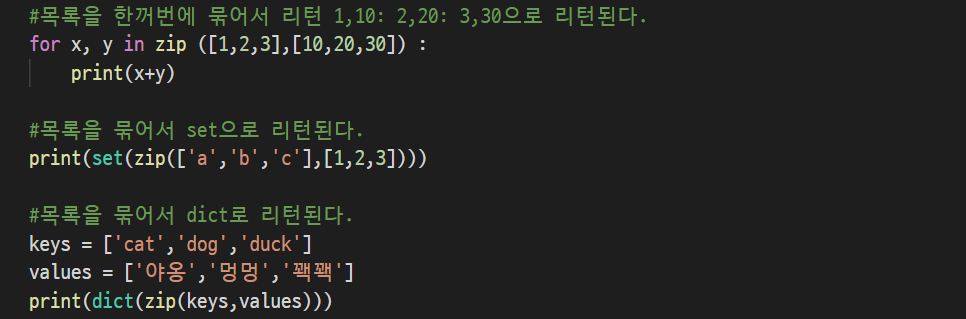 #목록을 한꺼번에 묶어서 리턴 1,10: 2,20: 3,30으로 리턴된다.
for x, y in zip ([1,2,3],[10,20,30]) :
    print(x+y)
#목록을 묶어서 set으로 리턴된다.
print(set(zip(['a','b','c'],[1,2,3])))
#목록을 묶어서 dict로 리턴된다.
keys = ['cat','dog','duck']
values = ['야옹','멍멍','꽥꽥']
print(dict(zip(keys,values)))